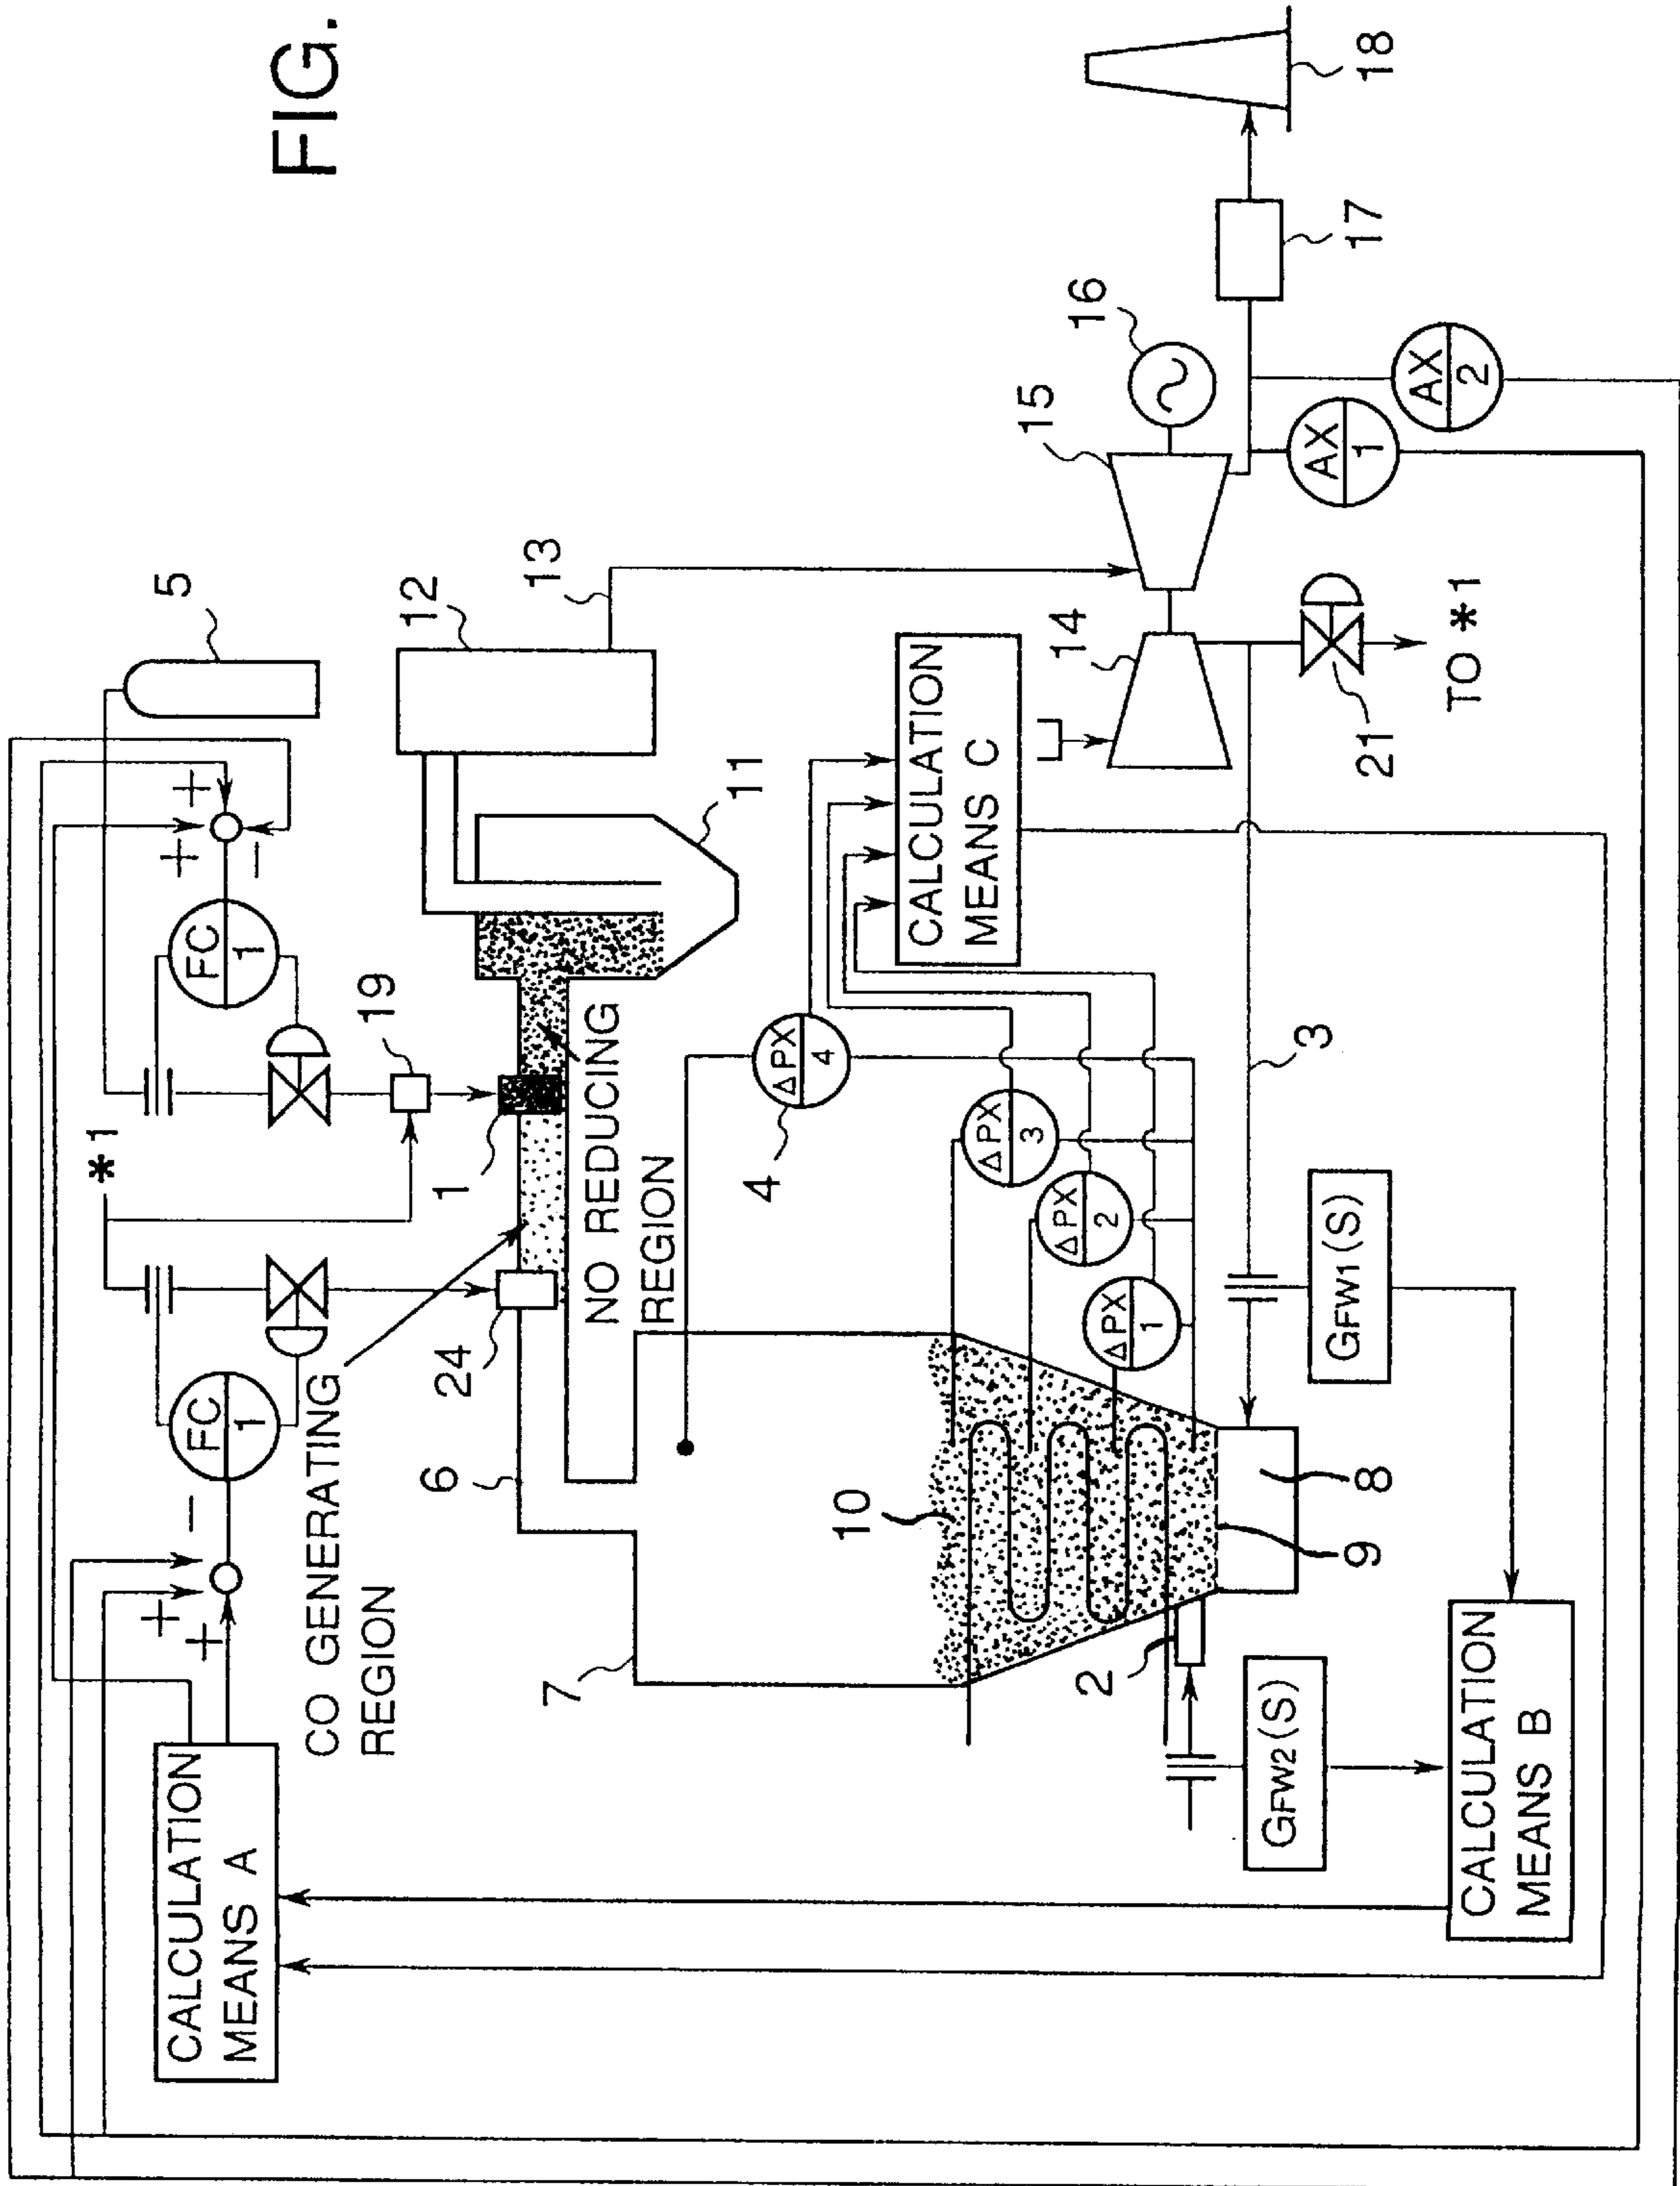 FIG.
CALCULATION
MEANS A
CO GENERATING
REGION
FC
1
*1
FC
1
+
+
−
+
+
−
5
19
1
24
6
7
NO REDUCING
REGION
11
12
13
4
ΔPX
4
ΔPX
3
ΔPX
2
ΔPX
1
CALCULATION
MEANS C
14
15
16
17
18
AX
1
AX
2
21
TO *1
3
10
9
8
2
GFW1(S)
GFW2(S)
CALCULATION
MEANS B